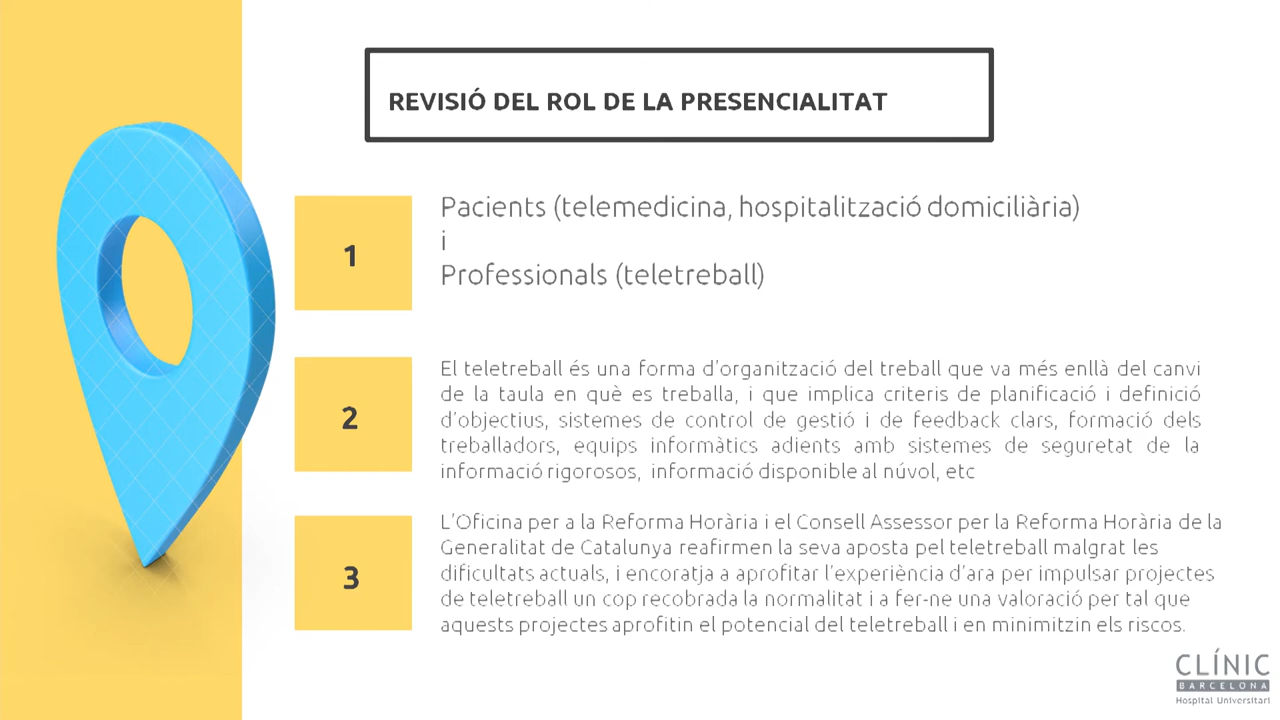 REVISIÓ DEL ROL DE LA PRESENCIALITAT
1
Pacients (telemedicina, hospitalització domiciliària)
i
Professionals (teletreball)
2
El teletreball és una forma d'organització del treball que va més enllà del canvi
de la taula en què es treballa, i que implica criteris de planificació i definició
d'objectius, sistemes de control de gestió i de feedback clars, formació dels
treballadors, equips informàtics adients amb sistemes de seguretat de la
informació rigorosos, informació disponible al núvol, etc
3
L'Oficina per a la Reforma Horària i el Consell Assessor per la Reforma Horària de la
Generalitat de Catalunya reafirmen la seva aposta pel teletreball malgrat les
dificultats actuals, i encoratja a aprofitar l'experiència d'ara per impulsar projectes
de teletreball un cop recobrada la normalitat i a fer-ne una valoració per tal que
aquests projectes aprofitin el potencial del teletreball i en minimitzin els riscos.
CLÍNIC
BARCELONA
Hospital Universitari